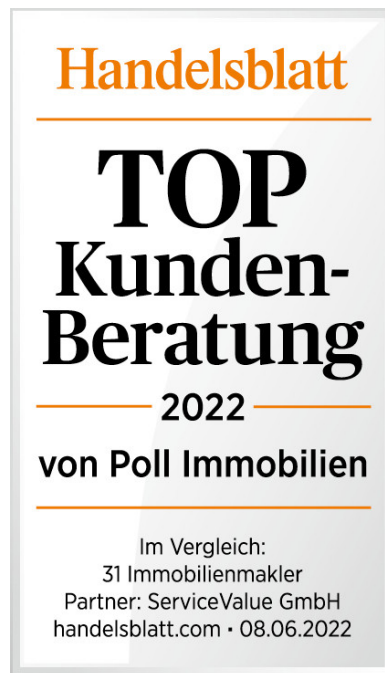 Handelsblatt
TOP
Kunden-
Beratung
2022
von Poll Immobilien
Im Vergleich:
31 Immobilienmakler
Partner: ServiceValue GmbH
handelsblatt.com · 08.06.2022